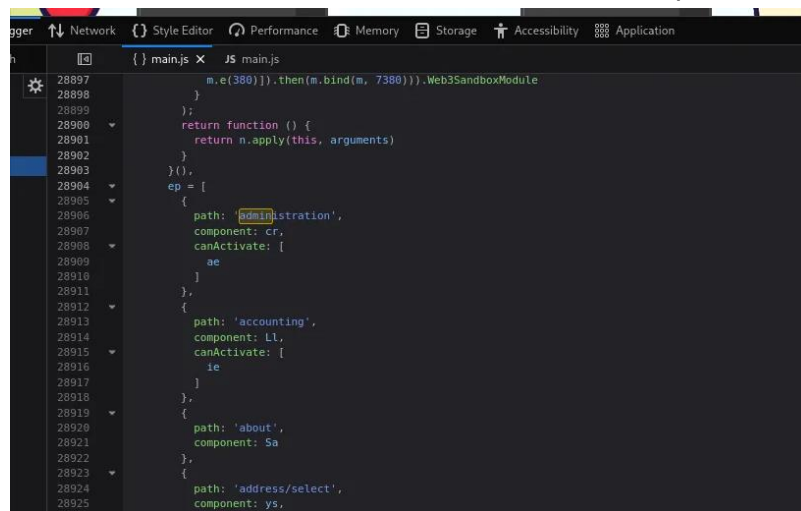 gger Network {} Style Editor Performance Memory Storage Accessibility Application
h { } main.js X JS main.js
28897 m.e(380)]).then(m.bind(m, 7380))).Web3SandboxModule
28898 }
28899 );
28900 return function () {
28901 return n.apply(this, arguments)
28902 }
28903 }(),
28904 ep = [
28905 {
28906 path: 'administration',
28907 component: cr,
28908 canActivate: [
28909 ae
28910 ]
28911 },
28912 {
28913 path: 'accounting',
28914 component: Ll,
28915 canActivate: [
28916 ie
28917 ]
28918 },
28919 {
28920 path: 'about',
28921 component: Sa
28922 },
28923 {
28924 path: 'address/select',
28925 component: ys,